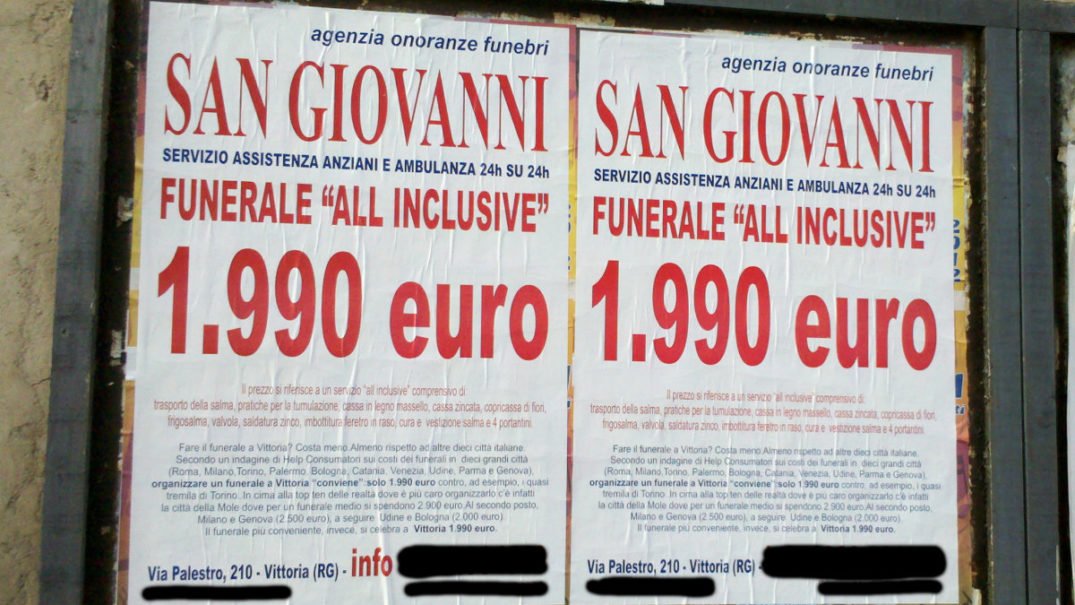 agenzia onoranze funebri
SAN GIOVANNI
SERVIZIO ASSISTENZA ANZIANI E AMBULANZA 24h SU 24h
FUNERALE “ALL INCLUSIVE”
1.990 euro
Il prezzo si riferisce a un servizio “all inclusive” comprensivo di:
trasporto della salma, pratiche per la tumulazione, cassa in legno massello, cassa zincata, copricassa di fiori,
frigosalma, valvola, saldatura zinco, imbottitura feretro in raso, cura e vestizione salma e 4 portantini.
Fare il funerale a Vittoria? Costa meno.Almeno rispetto ad altre dieci città italiane.
Secondo un indagine di Help Consumatori sui costi dei funerali in dieci grandi città
(Roma, Milano,Torino, Palermo, Bologna, Catania, Venezia, Udine, Parma e Genova),
organizzare un funerale a Vittoria “conviene”:solo 1.990 euro contro, ad esempio, i quasi
tremila di Torino. In cima alla top ten delle realtà dove è più caro organizzarlo c'è infatti
la città della Mole dove per un funerale medio si spendono 2.900 euro.Al secondo posto,
Milano e Genova (2.500 euro), a seguire Udine e Bologna (2.000 euro).
Il funerale più conveniente, invece, si celebra a Vittoria 1.990 euro.
Via Palestro, 210 - Vittoria (RG) - info
agenzia onoranze funebri
SAN GIOVANNI
SERVIZIO ASSISTENZA ANZIANI E AMBULANZA 24h SU 24h
FUNERALE “ALL INCLUSIVE”
1.990 euro
Il prezzo si riferisce a un servizio “all inclusive” comprensivo di:
trasporto della salma, pratiche per la tumulazione, cassa in legno massello, cassa zincata, copricassa di fiori,
frigosalma, valvola, saldatura zinco, imbottitura feretro in raso, cura e vestizione salma e 4 portantini.
Fare il funerale a Vittoria? Costa meno.Almeno rispetto ad altre dieci città italiane.
Secondo un indagine di Help Consumatori sui costi dei funerali in dieci grandi città
(Roma, Milano,Torino, Palermo, Bologna, Catania, Venezia, Udine, Parma e Genova),
organizzare un funerale a Vittoria “conviene”:solo 1.990 euro contro, ad esempio, i quasi
tremila di Torino. In cima alla top ten delle realtà dove è più caro organizzarlo c'è infatti
la città della Mole dove per un funerale medio si spendono 2.900 euro.Al secondo posto,
Milano e Genova (2.500 euro), a seguire Udine e Bologna (2.000 euro).
Il funerale più conveniente, invece, si celebra a Vittoria 1.990 euro.
Via Palestro, 210 - Vittoria (RG) -